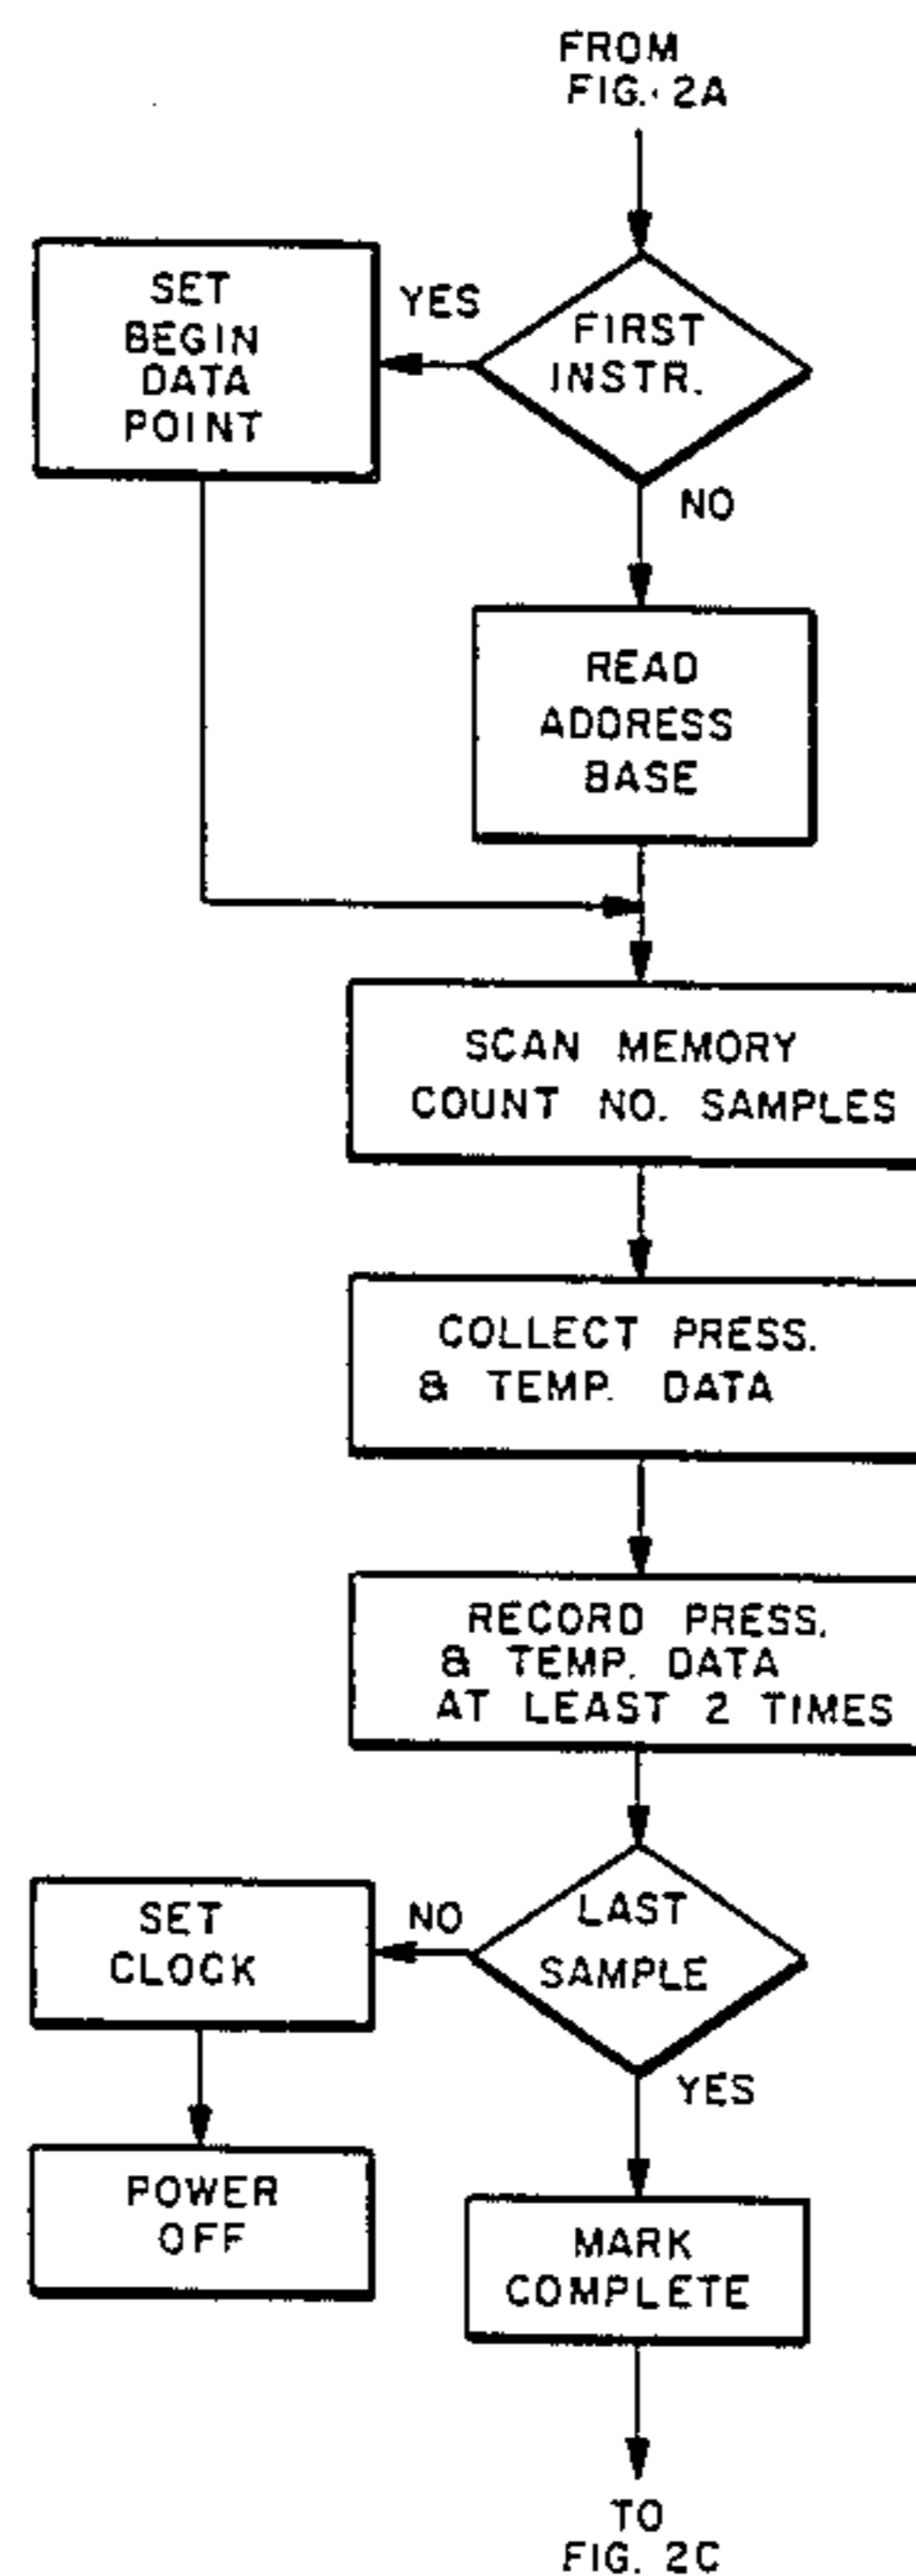 FROM
FIG. 2A
FIRST
INSTR.
YES
SET
BEGIN
DATA
POINT
NO
READ
ADDRESS
BASE
SCAN MEMORY
COUNT NO. SAMPLES
COLLECT PRESS.
& TEMP. DATA
RECORD PRESS.
& TEMP. DATA
AT LEAST 2 TIMES
LAST
SAMPLE
NO
SET
CLOCK
POWER
OFF
YES
MARK
COMPLETE
TO
FIG. 2C